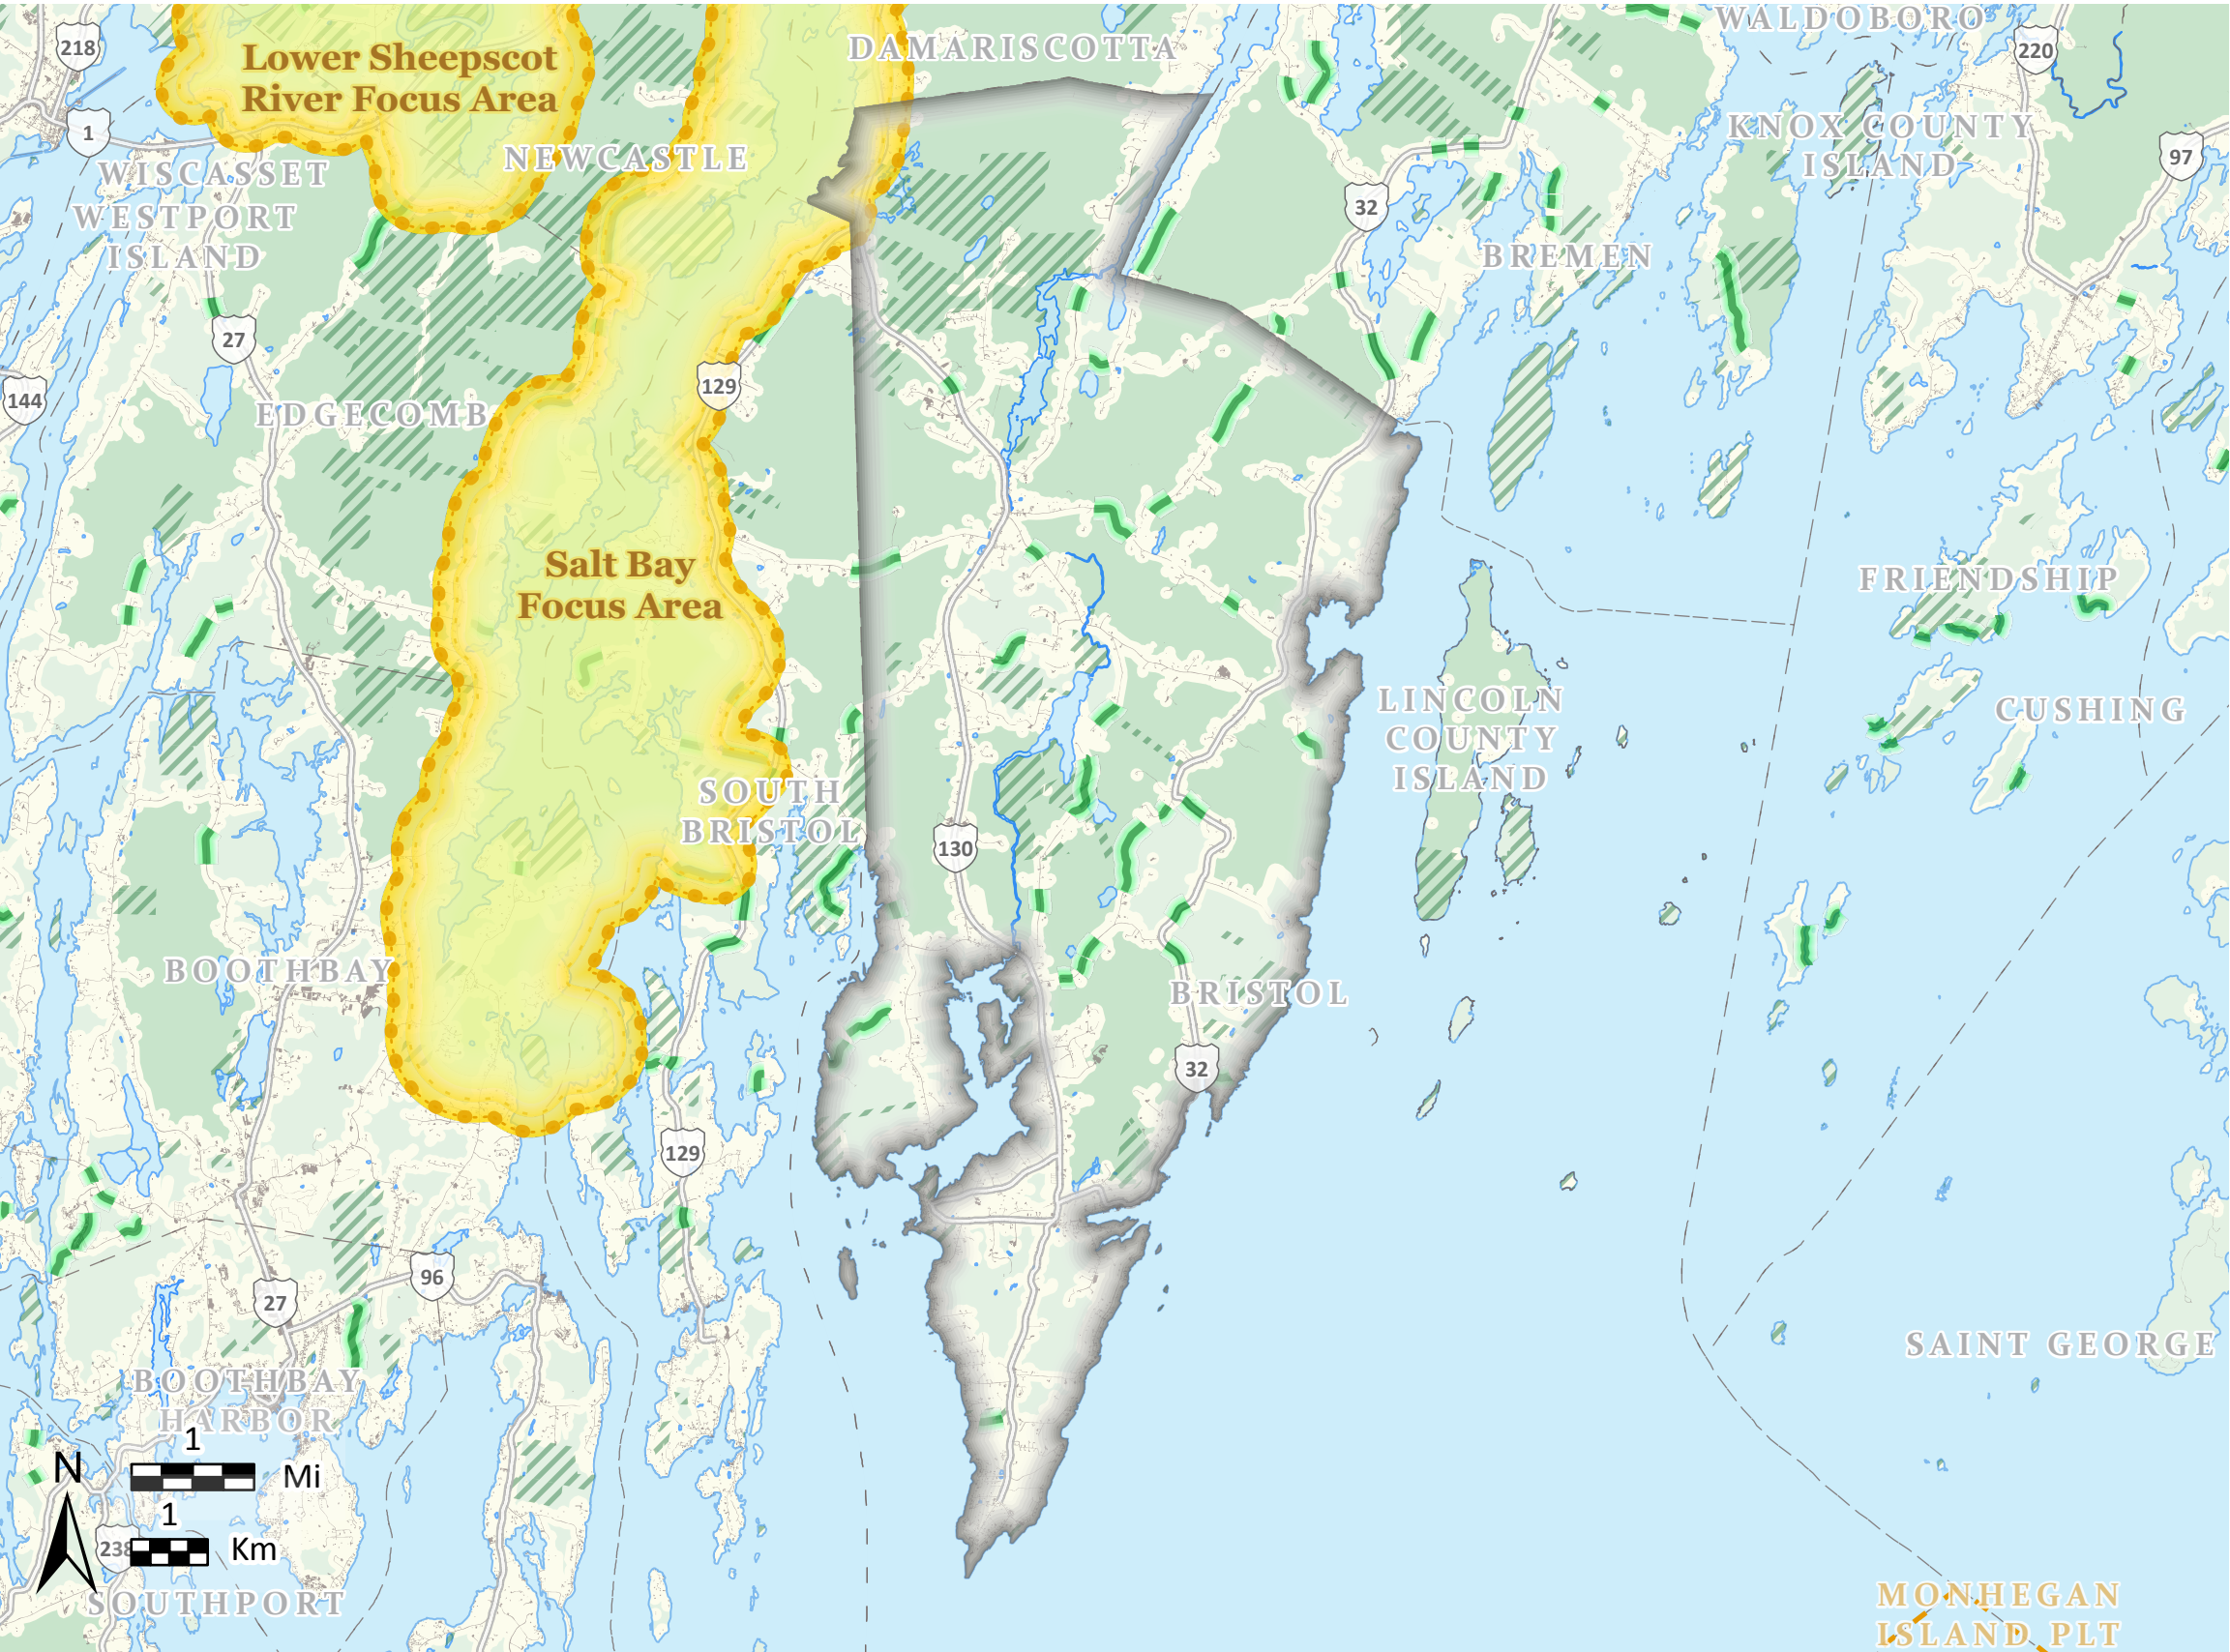 WALDOBORO
218
220
DAMARISCOTTA
Lower Sheepscot
River Focus Area
1
KNOX COUNTY
ISLAND
97
NEWCASTLE
WISCASSET
32
WESTPORT
ISLAND
BREMEN
27
129
144
EDGECOMB
Salt Bay
Focus Area
FRIENDSHIP
LINCOLN
COUNTY
ISLAND
CUSHING
SOUTH
BRISTOL
130
BOOTHBAY
BRISTOL
32
129
96
27
SAINT GEORGE
BOOTHBAY
HARBOR
1
N
Mi
1
Km
238
SOUTHPORT
MONHEGAN
ISLAND PLT